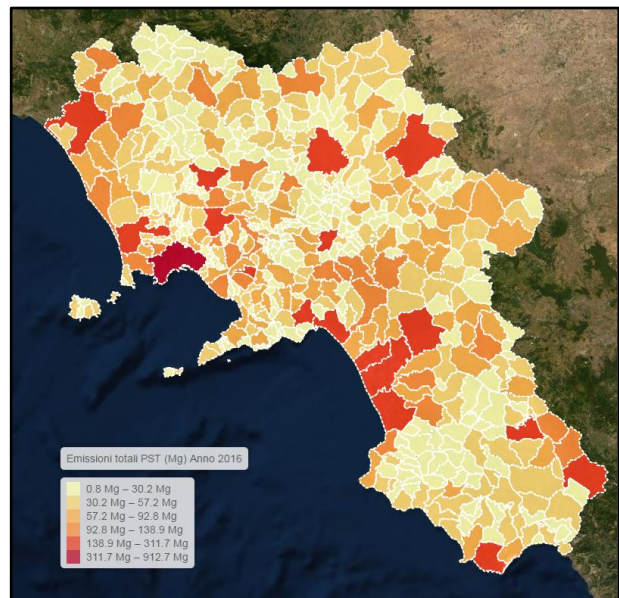 Emissioni totali PST (Mg) Anno 2016
0.8 Mg – 30.2 Mg
30.2 Mg – 57.2 Mg
57.2 Mg – 92.8 Mg
92.8 Mg – 138.9 Mg
138.9 Mg – 311.7 Mg
311.7 Mg – 912.7 Mg